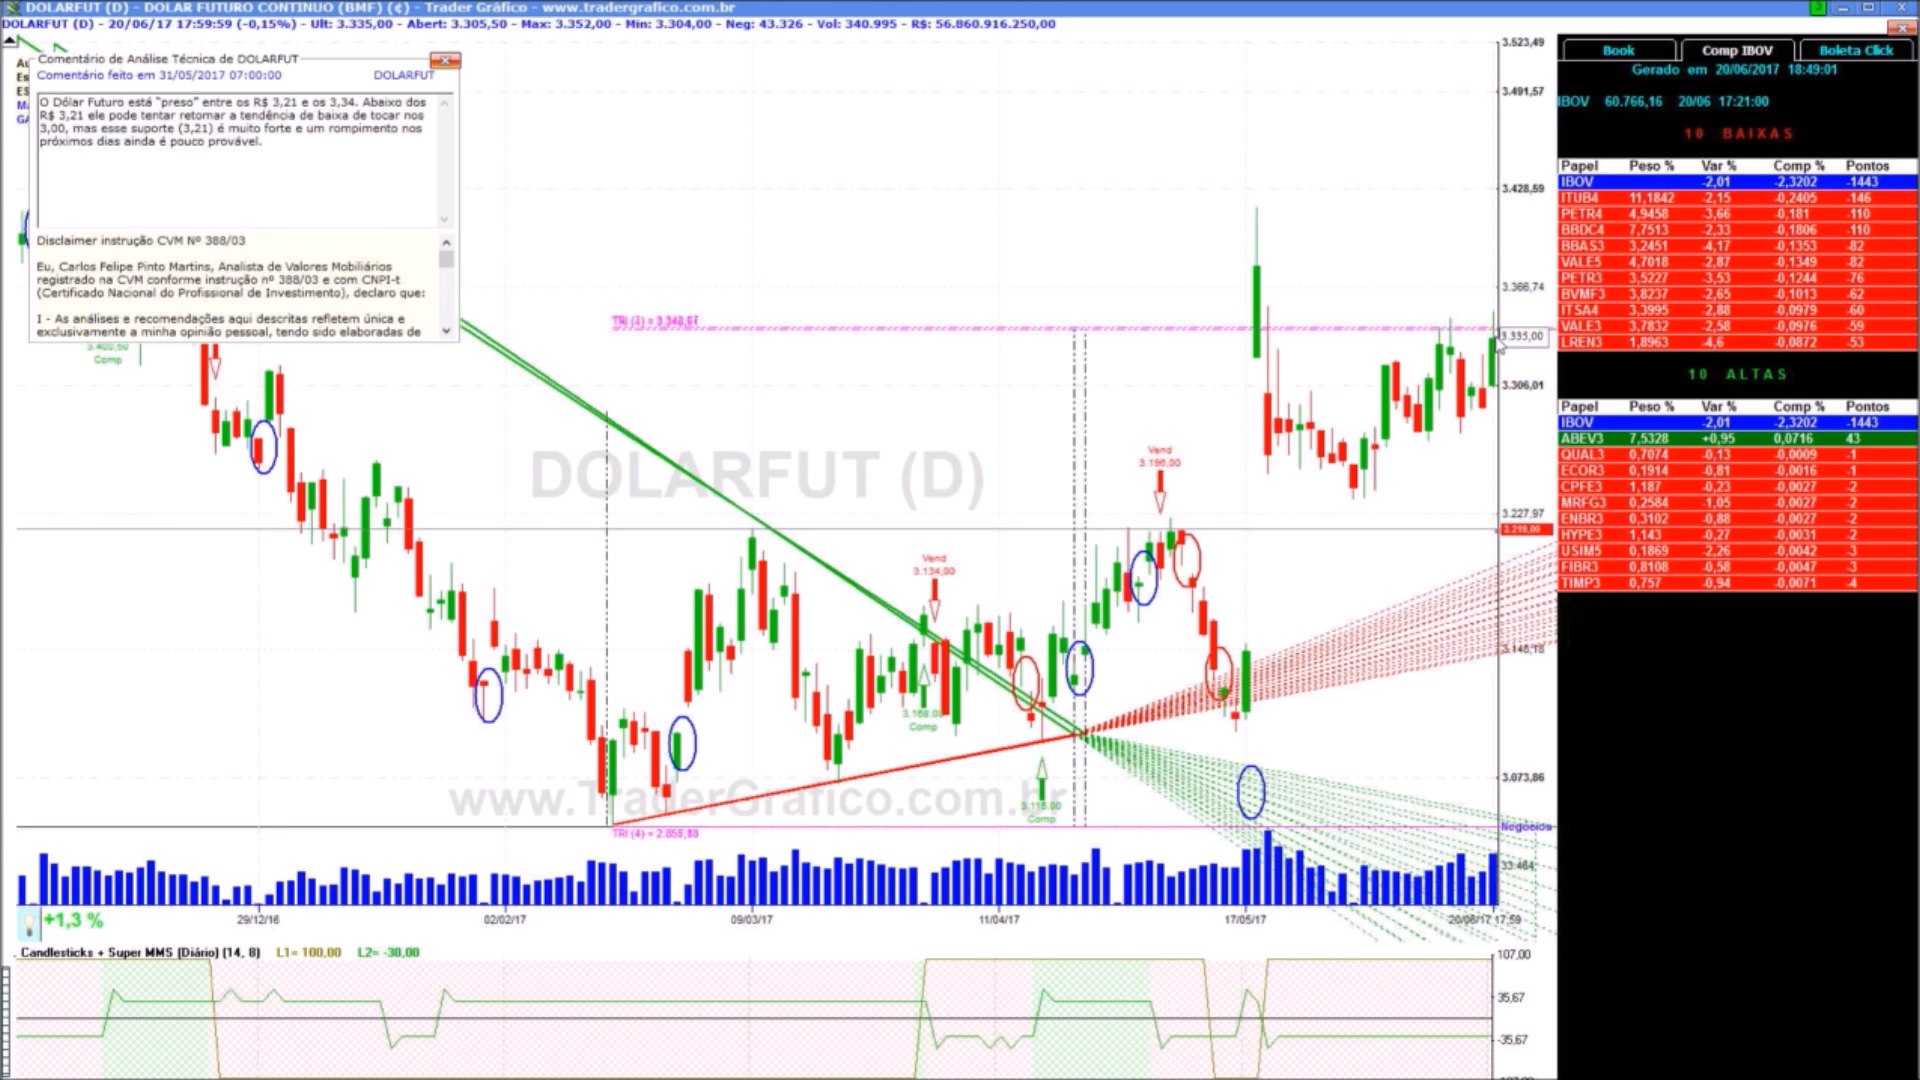 DOLARFUT (D) - DOLAR FUTURO CONTINUO (BMF) (¢) - Trader Gráfico - www.tradergrafico.com.br
DOLARFUT (D) - 20/06/17 17:59:59 (-0,15%) - Ult: 3.335,00 - Abert: 3.305,50 - Max: 3.352,00 - Min: 3.304,00 - Neg: 43.326 - Vol: 340.995 - R$: 56.860.916.250,00
Comentário de Análise Técnica de DOLARFUT
Comentário feito em 31/05/2017 07:00:00 DOLARFUT
O Dólar Futuro está "preso" entre os R$ 3,21 e os 3,34. Abaixo dos
R$ 3,21 ele pode tentar retomar a tendência de baixa de tocar nos
3,00, mas esse suporte (3,21) é muito forte e um rompimento nos
próximos dias ainda é pouco provável.
Disclaimer instrução CVM Nº 388/03
Eu, Carlos Felipe Pinto Martins, Analista de Valores Mobiliários
registrado na CVM conforme instrução nº 388/03 e com CNPI-t
(Certificado Nacional do Profissional de Investimento), declaro que:
I - As análises e recomendações aqui descritas refletem única e
exclusivamente a minha opinião pessoal, tendo sido elaboradas de
Comp
DOLARFUT (D)
www.TraderGrafico.com.br
Vend
3.134,00
Comp
Vend
3.196,00
Comp
3.523,49
3.491,57
3.428,59
3.366,74
3.335,00
3.306,01
3.227,97
3.219,00
3.073,86
Negócios
33.464
+1,3 %
29/12/16
02/02/17
09/03/17
11/04/17
17/05/17
20/06/17 17:59
Candlesticks + Super MMS (Diário) (14, 8) L1= 100,00 L2= -30,00
107,00
35,67
-35,67
Book Comp IBOV Boleta Click
Gerado em 20/06/2017 18:49:01
IBOV 60.766,16 20/06 17:21:00
10 BAIXAS
Papel Peso % Var % Comp % Pontos
IBOV -2,01 -2,3202 -1443
ITUB4 11,1842 -2,15 -0,2405 -146
PETR4 4,9458 -3,66 -0,181 -110
BBDC4 7,7513 -2,33 -0,1806 -110
BBAS3 3,2451 -4,17 -0,1353 -82
VALE5 4,7018 -2,87 -0,1349 -82
PETR3 3,5227 -3,53 -0,1244 -76
BVMF3 3,8237 -2,65 -0,1013 -62
ITSA4 3,3995 -2,88 -0,0979 -60
VALE3 3,7832 -2,58 -0,0976 -59
LREN3 1,8963 -4,6 -0,0872 -53
10 ALTAS
Papel Peso % Var % Comp % Pontos
IBOV -2,01 -2,3202 -1443
ABEV3 7,5328 +0,95 0,0716 43
QUAL3 0,7074 -0,13 -0,0009 -1
ECOR3 0,1914 -0,81 -0,0016 -1
CPFE3 1,187 -0,23 -0,0027 -2
MRFG3 0,2584 -1,05 -0,0027 -2
ENBR3 0,3102 -0,88 -0,0027 -2
HYPE3 1,143 -0,27 -0,0031 -2
USIM5 0,1869 -2,26 -0,0042 -3
FIBR3 0,8108 -0,58 -0,0047 -3
TIMP3 0,757 -0,94 -0,0071 -4